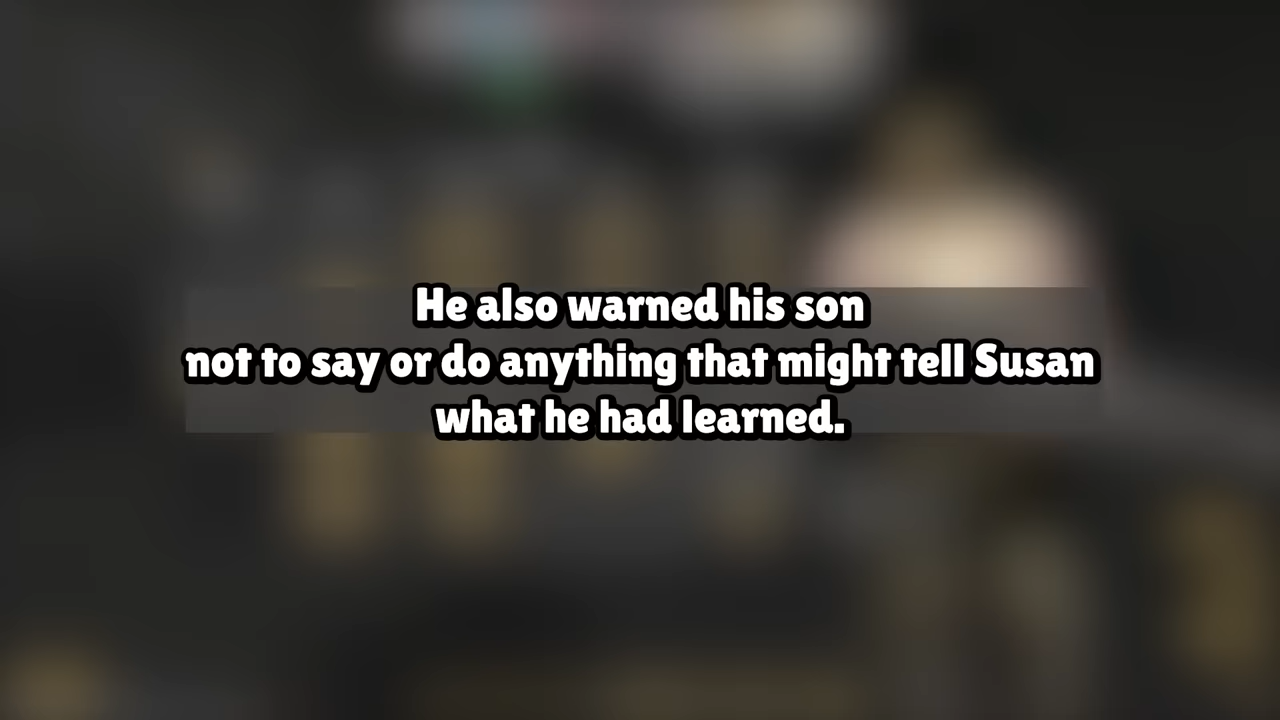 He also warned his son
not to say or do anything that might tell Susan
what he had learned.